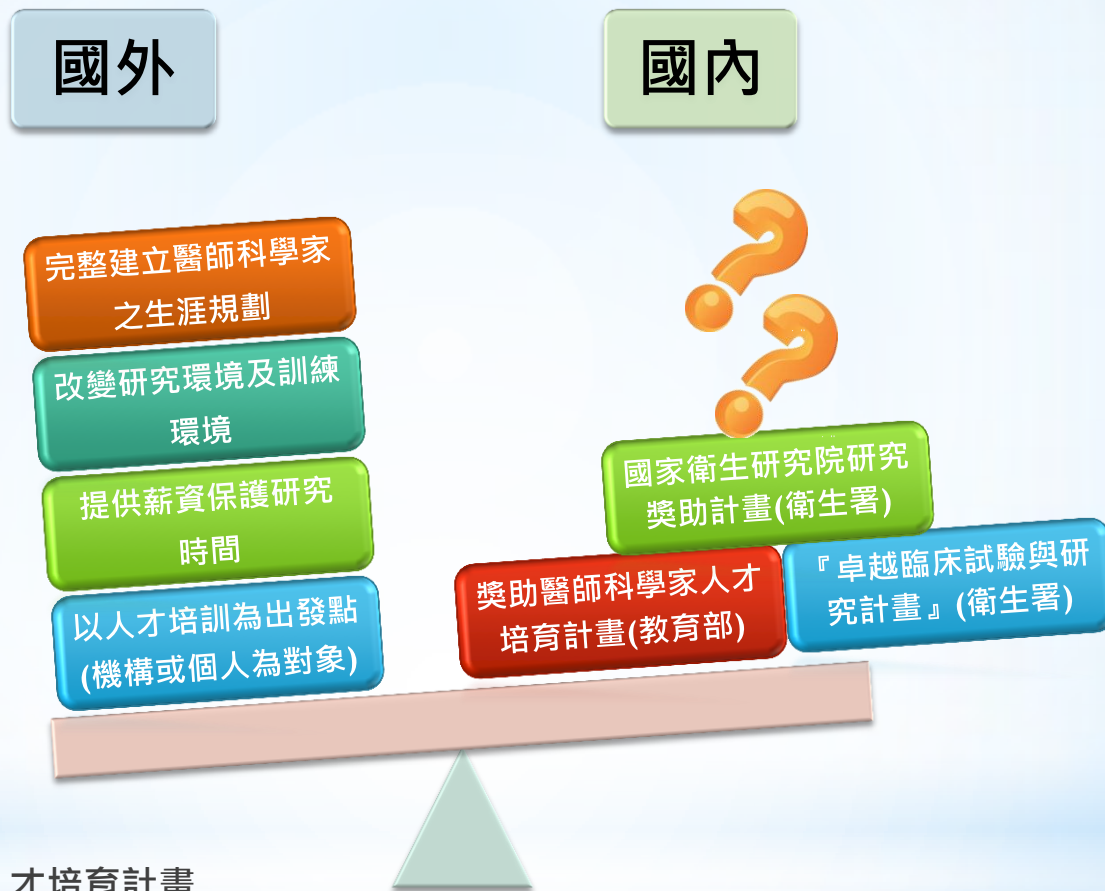 國外
國內
完整建立醫師科學家
之生涯規劃
改變研究環境及訓練
環境
提供薪資保護研究
時間
以人才培訓為出發點
(機構或個人為對象)
國家衛生研究院研究
獎助計畫(衛生署)
獎助醫師科學家人才
培育計畫(教育部)
『卓越臨床試驗與研
究計畫』(衛生署)
才培育計畫